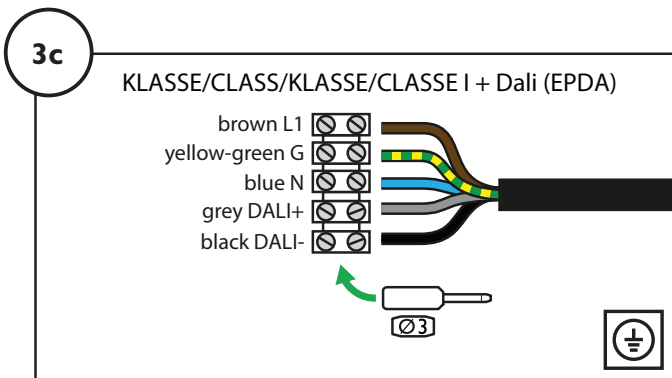 3c
KLASSE/CLASS/KLASSE/CLASSE I + Dali (EPDA)
brown L1
yellow-green G
blue N
grey DALI+
black DALI-
Ø3